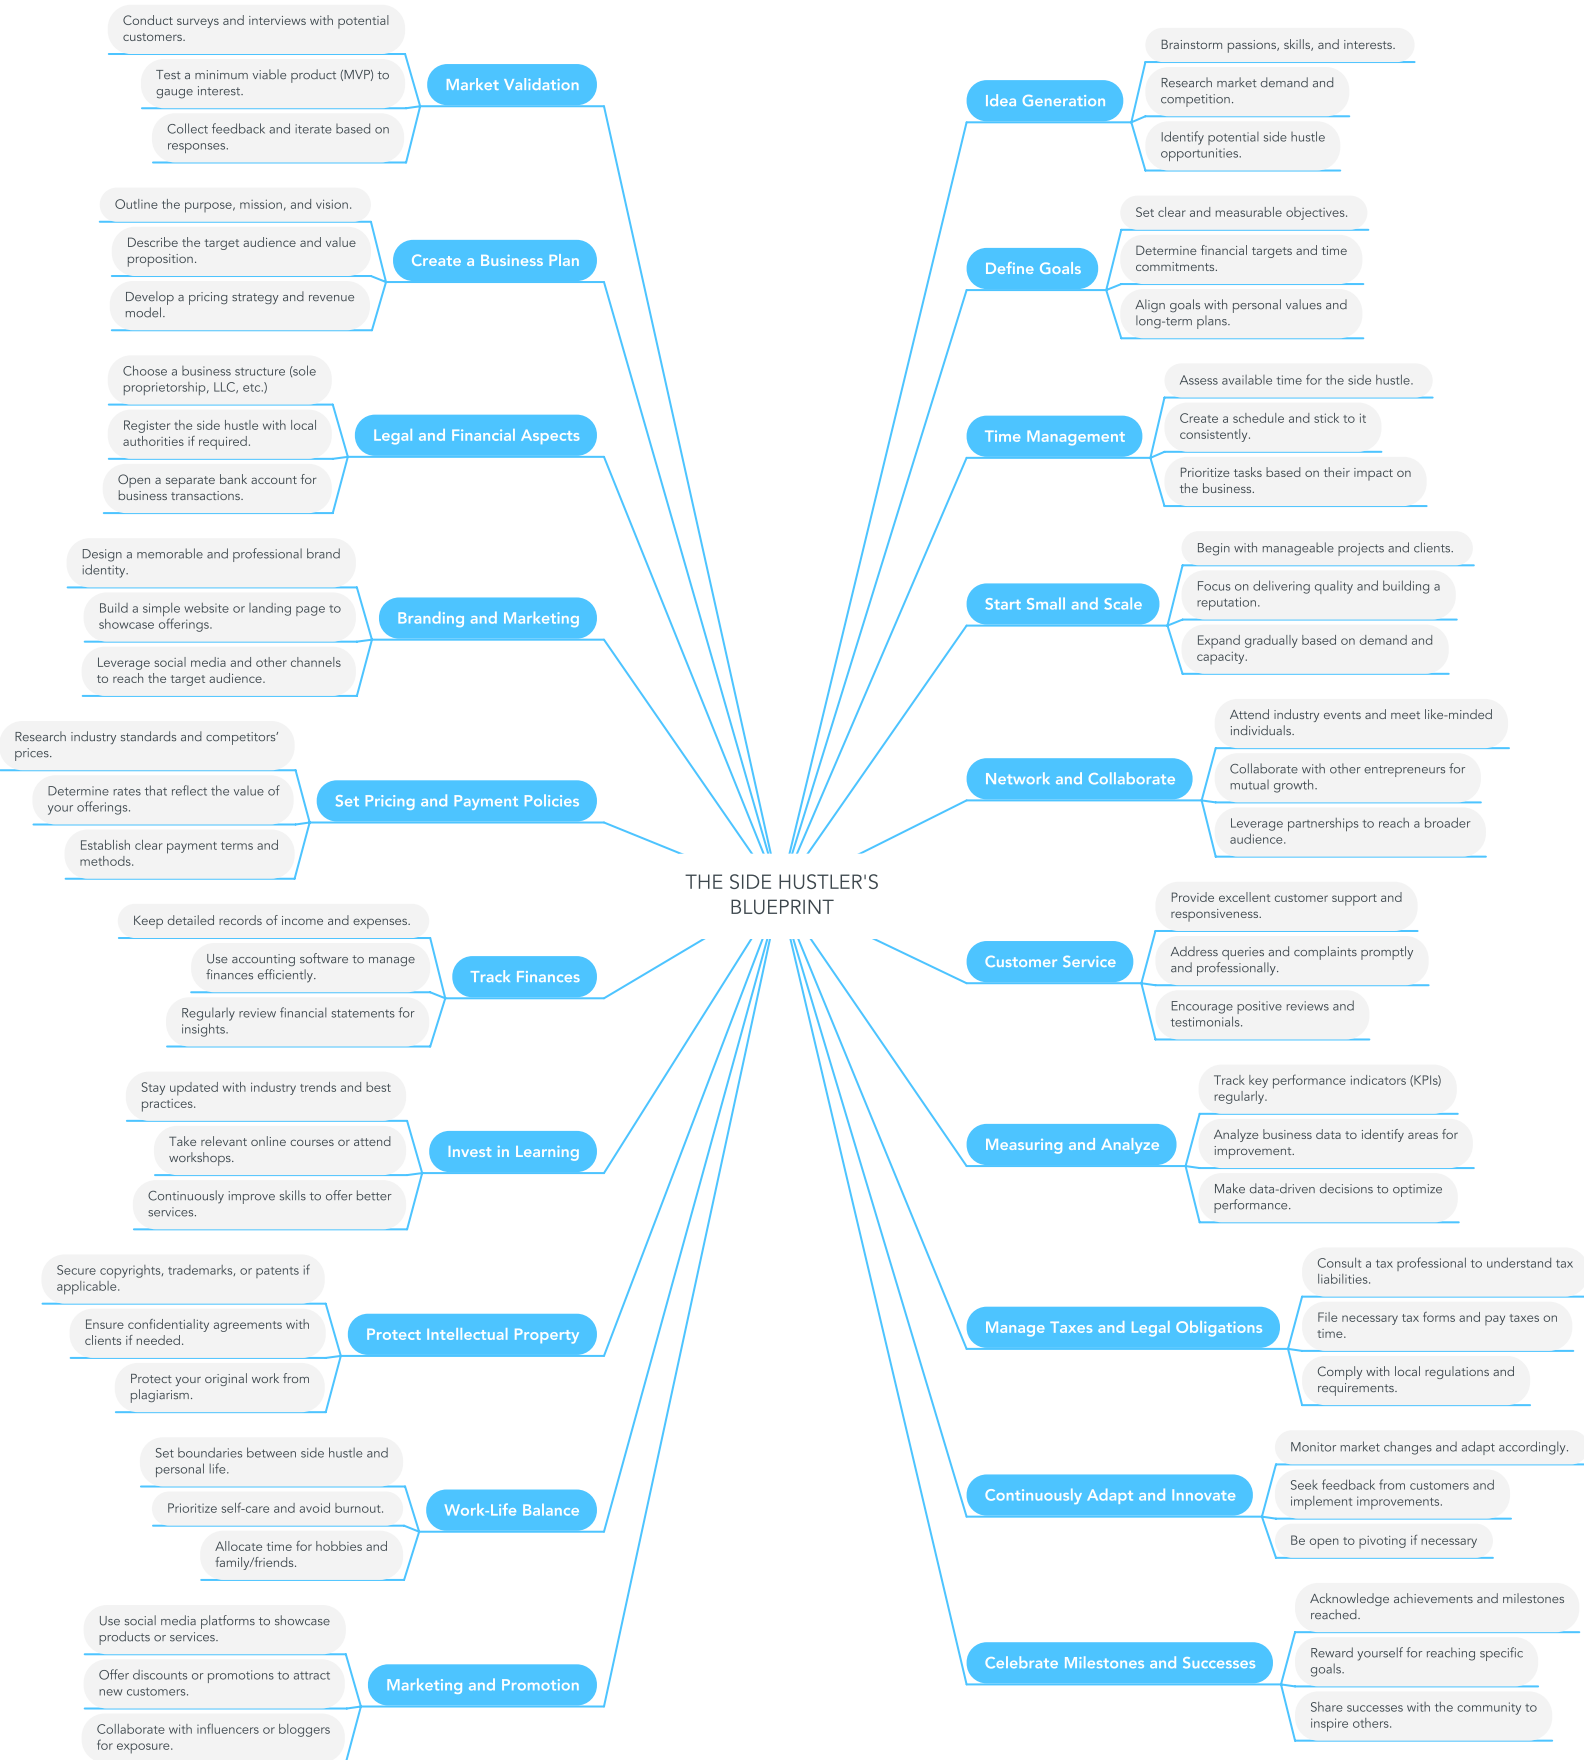 THE SIDE HUSTLER'S
BLUEPRINT
Market Validation
Conduct surveys and interviews with potential
customers.
Test a minimum viable product (MVP) to
gauge interest.
Collect feedback and iterate based on
responses.
Create a Business Plan
Outline the purpose, mission, and vision.
Describe the target audience and value
proposition.
Develop a pricing strategy and revenue
model.
Legal and Financial Aspects
Choose a business structure (sole
proprietorship, LLC, etc.)
Register the side hustle with local
authorities if required.
Open a separate bank account for
business transactions.
Branding and Marketing
Design a memorable and professional brand
identity.
Build a simple website or landing page to
showcase offerings.
Leverage social media and other channels
to reach the target audience.
Set Pricing and Payment Policies
Research industry standards and competitors’
prices.
Determine rates that reflect the value of
your offerings.
Establish clear payment terms and
methods.
Track Finances
Keep detailed records of income and expenses.
Use accounting software to manage
finances efficiently.
Regularly review financial statements for
insights.
Invest in Learning
Stay updated with industry trends and best
practices.
Take relevant online courses or attend
workshops.
Continuously improve skills to offer better
services.
Protect Intellectual Property
Secure copyrights, trademarks, or patents if
applicable.
Ensure confidentiality agreements with
clients if needed.
Protect your original work from
plagiarism.
Work-Life Balance
Set boundaries between side hustle and
personal life.
Prioritize self-care and avoid burnout.
Allocate time for hobbies and
family/friends.
Marketing and Promotion
Use social media platforms to showcase
products or services.
Offer discounts or promotions to attract
new customers.
Collaborate with influencers or bloggers
for exposure.
Idea Generation
Brainstorm passions, skills, and interests.
Research market demand and
competition.
Identify potential side hustle
opportunities.
Define Goals
Set clear and measurable objectives.
Determine financial targets and time
commitments.
Align goals with personal values and
long-term plans.
Time Management
Assess available time for the side hustle.
Create a schedule and stick to it
consistently.
Prioritize tasks based on their impact on
the business.
Start Small and Scale
Begin with manageable projects and clients.
Focus on delivering quality and building a
reputation.
Expand gradually based on demand and
capacity.
Network and Collaborate
Attend industry events and meet like-minded
individuals.
Collaborate with other entrepreneurs for
mutual growth.
Leverage partnerships to reach a broader
audience.
Customer Service
Provide excellent customer support and
responsiveness.
Address queries and complaints promptly
and professionally.
Encourage positive reviews and
testimonials.
Measuring and Analyze
Track key performance indicators (KPIs)
regularly.
Analyze business data to identify areas for
improvement.
Make data-driven decisions to optimize
performance.
Manage Taxes and Legal Obligations
Consult a tax professional to understand tax
liabilities.
File necessary tax forms and pay taxes on
time.
Comply with local regulations and
requirements.
Continuously Adapt and Innovate
Monitor market changes and adapt accordingly.
Seek feedback from customers and
implement improvements.
Be open to pivoting if necessary
Celebrate Milestones and Successes
Acknowledge achievements and milestones
reached.
Reward yourself for reaching specific
goals.
Share successes with the community to
inspire others.